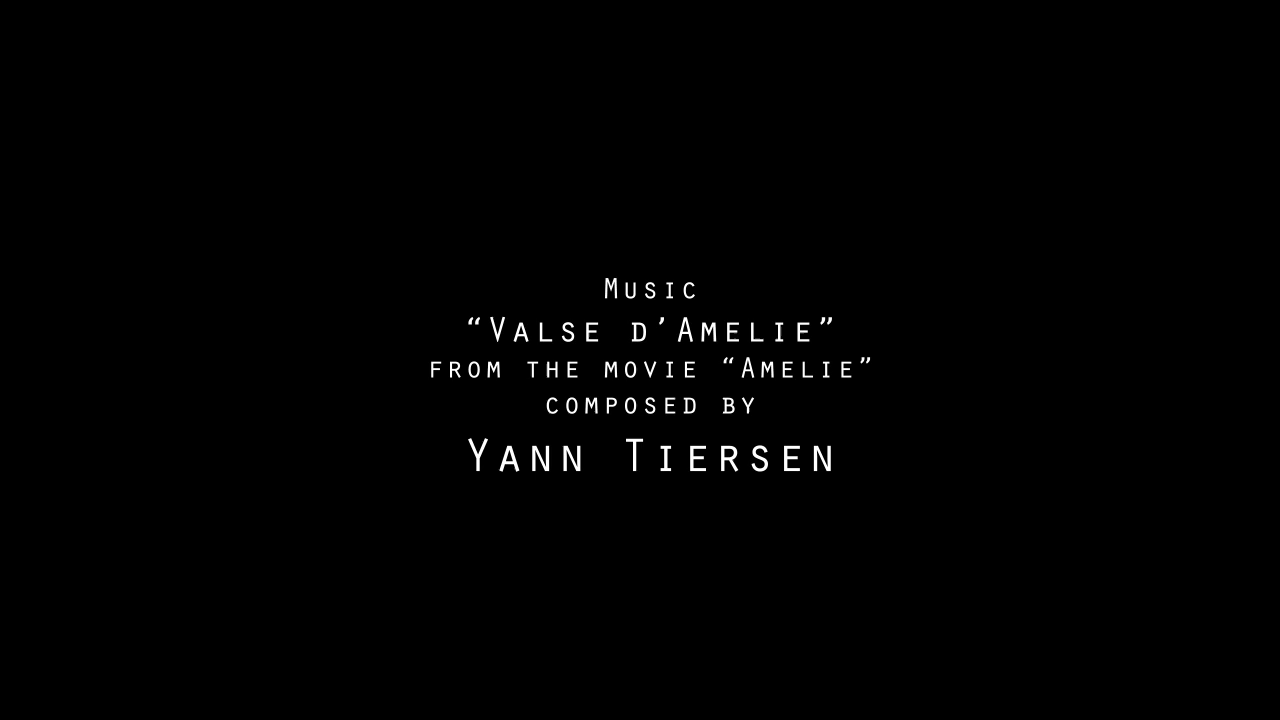 Music
“Valse d’Amelie”
from the movie “Amelie”
composed by
Yann Tiersen